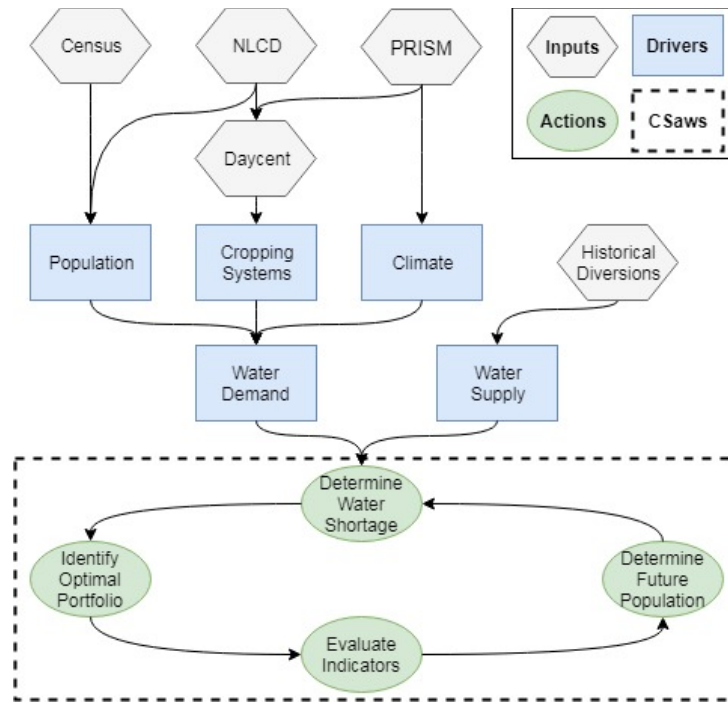 Census
NLCD
PRISM
Inputs
Drivers
Actions
CSaws
Daycent
Population
Cropping
Systems
Climate
Historical
Diversions
Water
Demand
Water
Supply
Determine
Water
Shortage
Identify
Optimal
Portfolio
Determine
Future
Population
Evaluate
Indicators